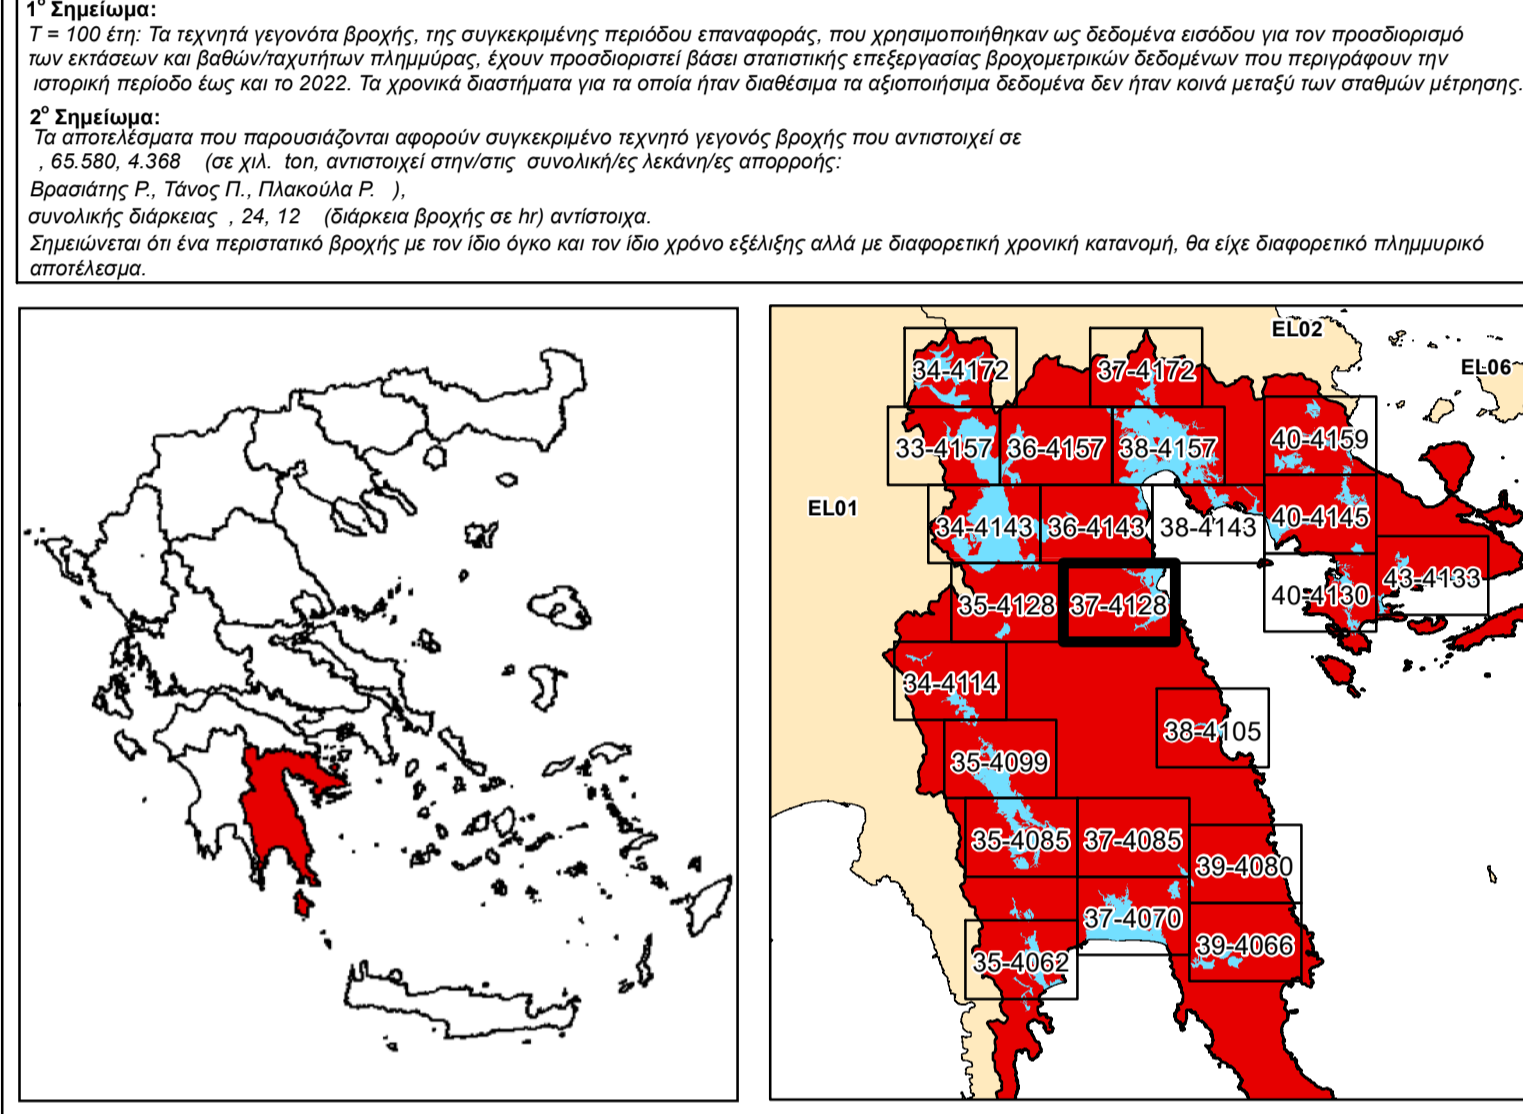 1º Σημείωμα:
T = 100 έτη: Τα τεχνητά γεγονότα βροχής, της συγκεκριμένης περιόδου επαναφοράς, που χρησιμοποιήθηκαν ως δεδομένα εισόδου για τον προσδιορισμό
των εκτάσεων και βαθών/ταχυτήτων πλημμύρας, έχουν προσδιοριστεί βάσει στατιστικής επεξεργασίας βροχομετρικών δεδομένων που περιγράφουν την
ιστορική περίοδο έως και το 2022. Τα χρονικά διαστήματα για τα οποία ήταν διαθέσιμα τα αξιοποιήσιμα δεδομένα δεν ήταν κοινά μεταξύ των σταθμών μέτρησης.
2º Σημείωμα:
Τα αποτελέσματα που παρουσιάζονται αφορούν συγκεκριμένο τεχνητό γεγονός βροχής που αντιστοιχεί σε
, 65.580, 4.368 (σε χιλ. ton, αντιστοιχεί στην/στις συνολική/ες λεκάνη/ες απορροής:
Βρασιάτης Ρ., Τάνος Π., Πλακούλα Ρ. ),
συνολικής διάρκειας , 24, 12 (διάρκεια βροχής σε hr) αντίστοιχα.
Σημειώνεται ότι ένα περιστατικό βροχής με τον ίδιο όγκο και τον ίδιο χρόνο εξέλιξης αλλά με διαφορετική χρονική κατανομή, θα είχε διαφορετικό πλημμυρικό
αποτέλεσμα.
EL02
EL06
34-4172
37-4172
33-4157
36-4157
38-4157
40-4159
EL01
34-4143
36-4143
38-4143
40-4145
35-4128
37-4128
40-4130
43-4133
34-4114
38-4105
35-4099
35-4085
37-4085
39-4080
37-4070
39-4066
35-4062